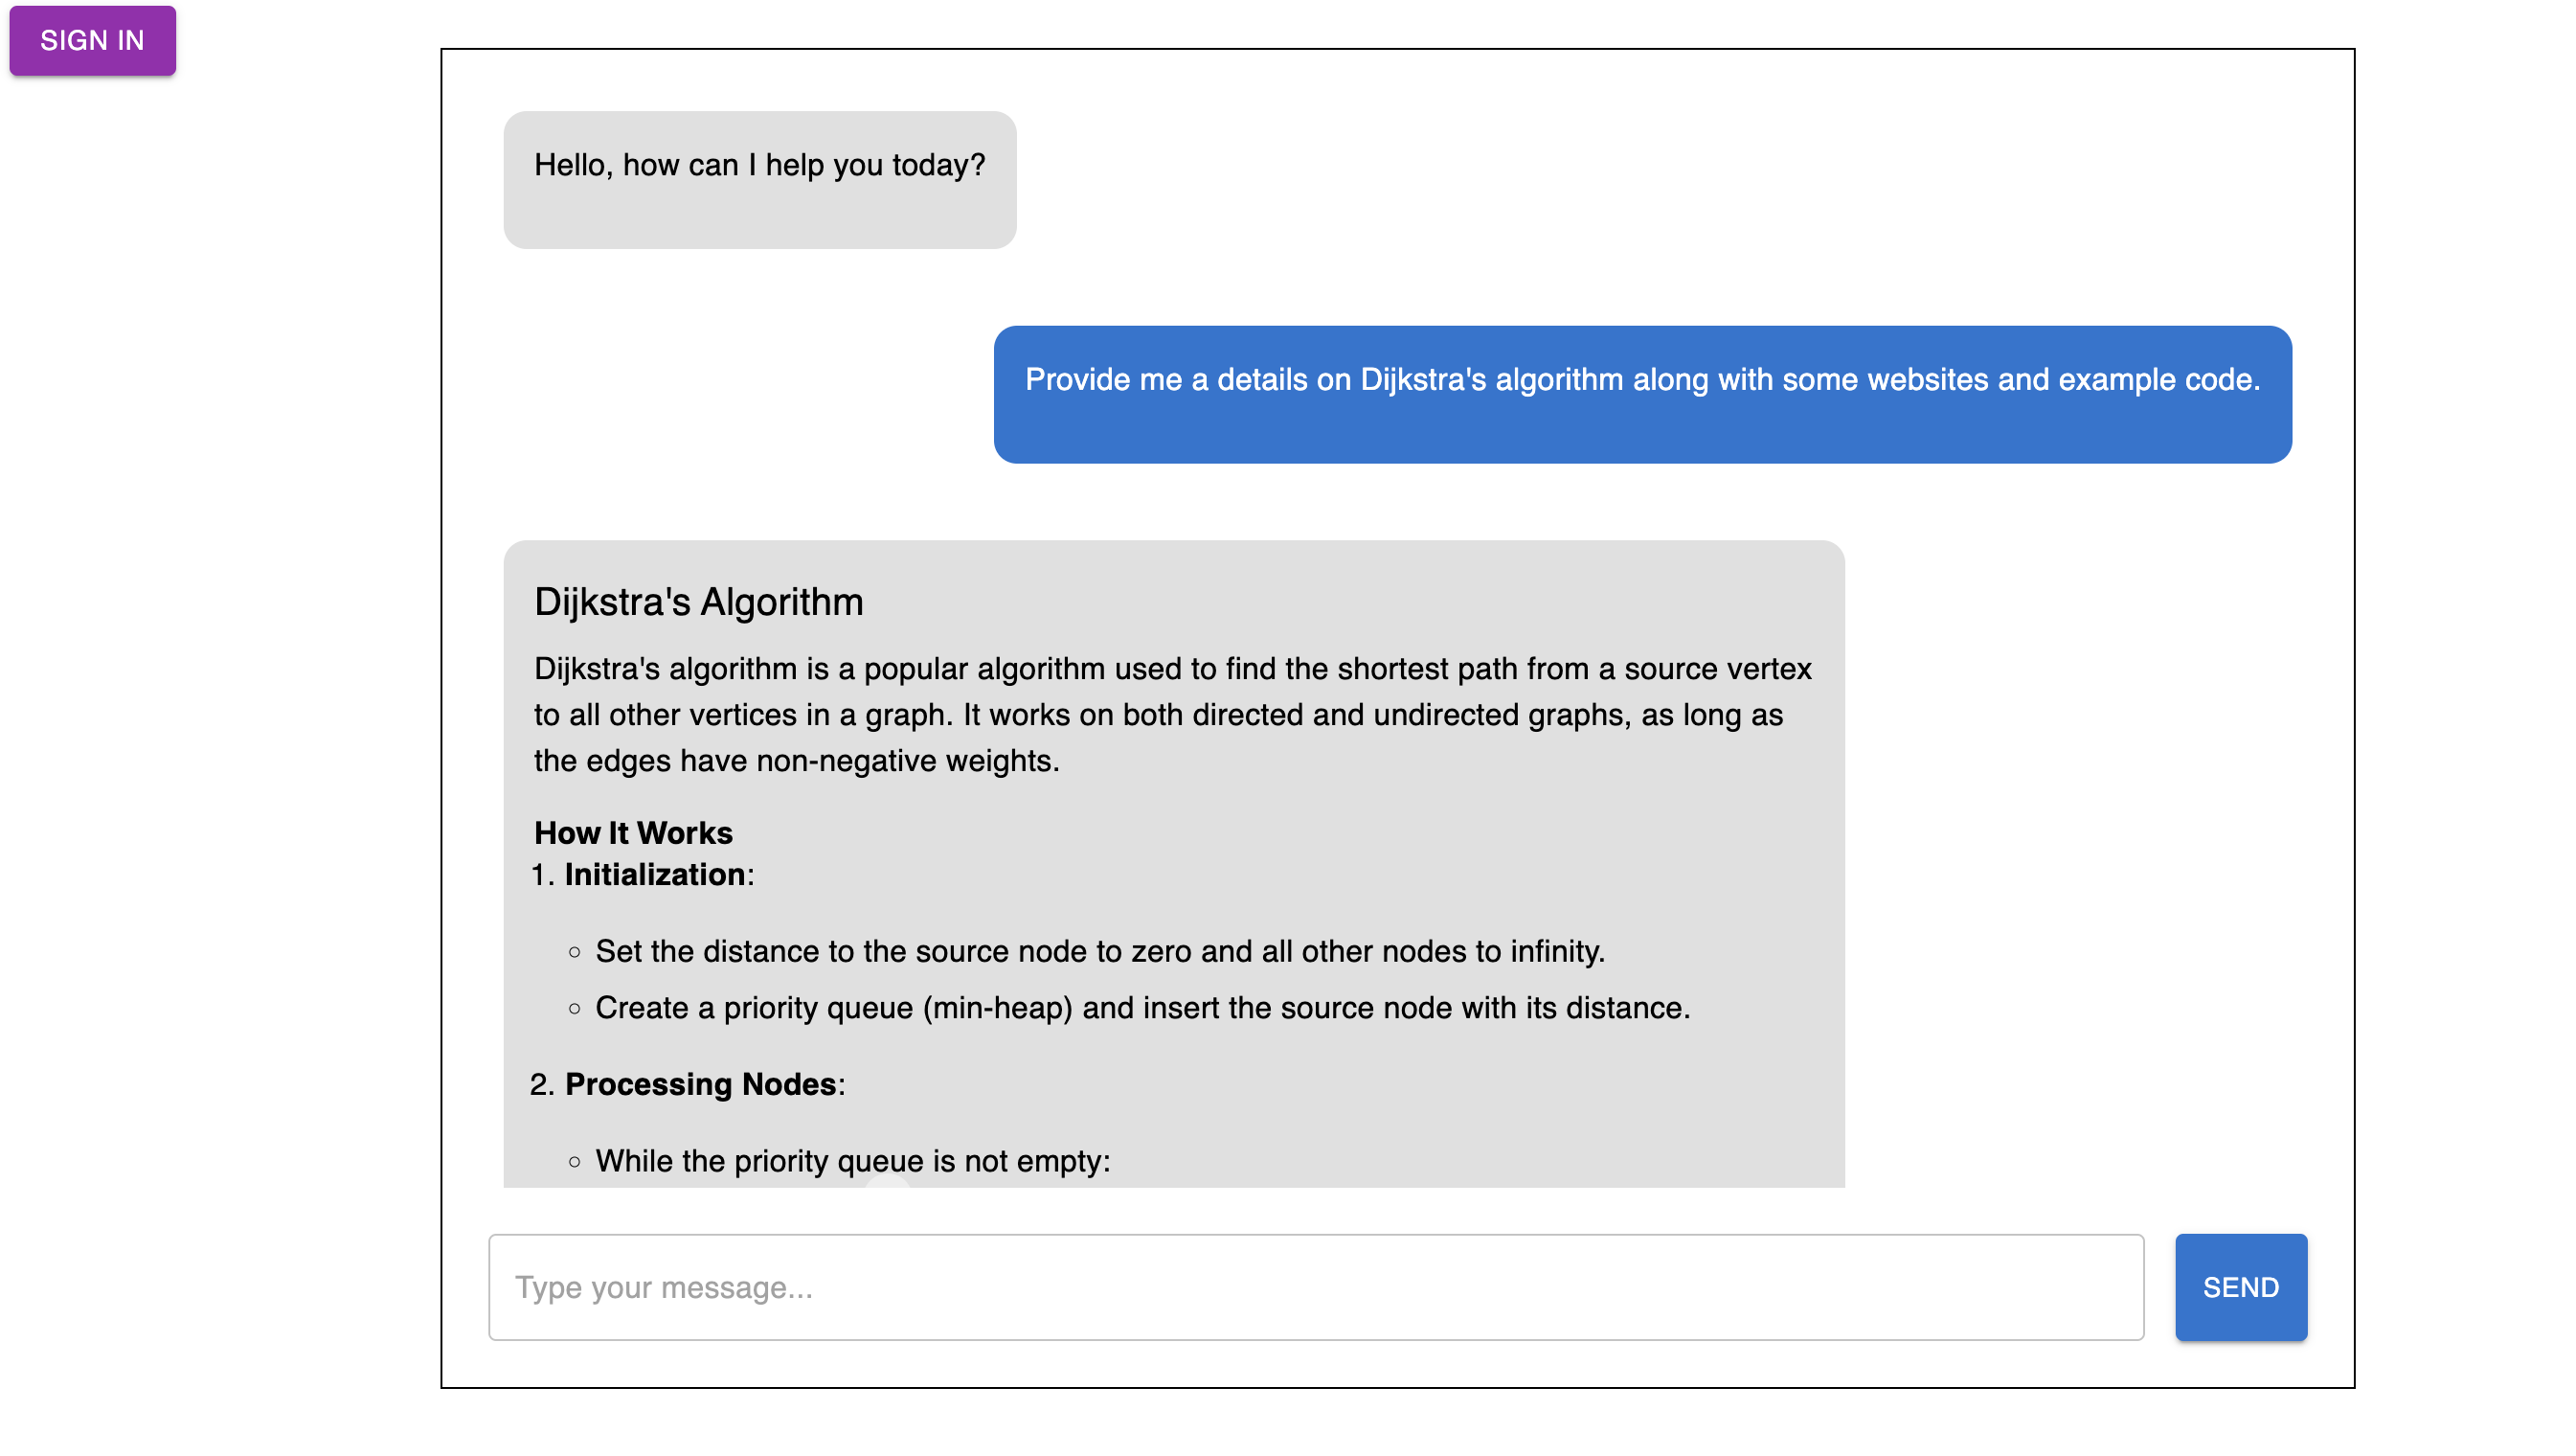 SIGN IN
Hello, how can I help you today?
Provide me a details on Dijkstra's algorithm along with some websites and example code.
Dijkstra's Algorithm
Dijkstra's algorithm is a popular algorithm used to find the shortest path from a source vertex
to all other vertices in a graph. It works on both directed and undirected graphs, as long as
the edges have non-negative weights.
How It Works
1. Initialization:
◦ Set the distance to the source node to zero and all other nodes to infinity.
◦ Create a priority queue (min-heap) and insert the source node with its distance.
2. Processing Nodes:
◦ While the priority queue is not empty:
Type your message...
SEND